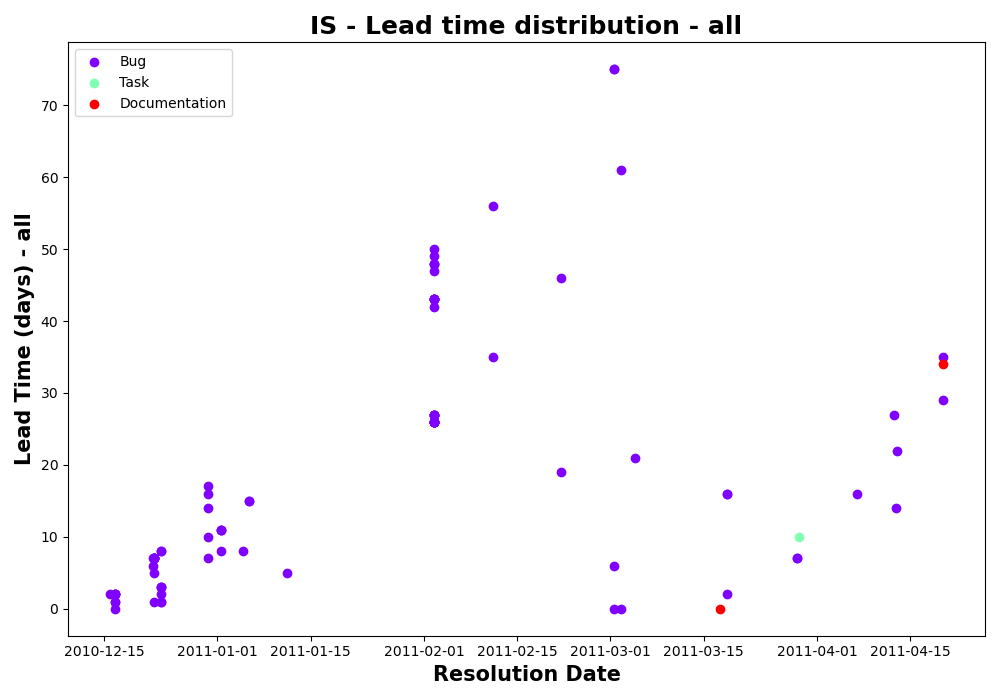 IS - Lead time distribution - all
Bug
Task
Documentation
Lead Time (days) - all
70
60
50
40
30
20
10
0
2010-12-15 2011-01-01 2011-01-15 2011-02-01 2011-02-15 2011-03-01 2011-03-15 2011-04-01 2011-04-15
Resolution Date